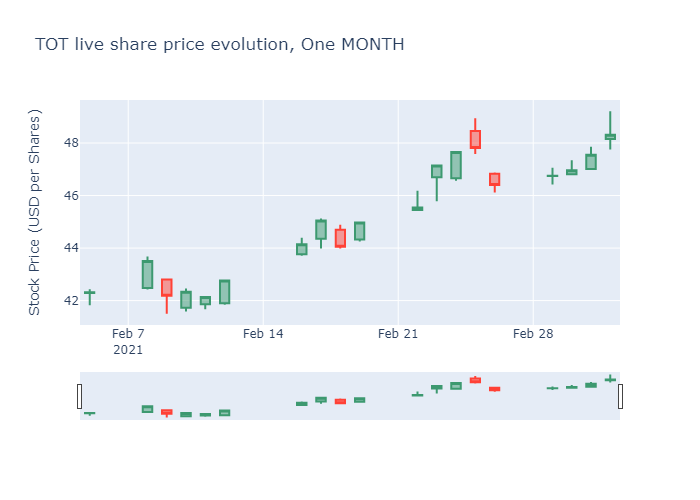 TOT live share price evolution, One MONTH
Stock Price (USD per Shares)
48
46
44
42
Feb 7
2021
Feb 14
Feb 21
Feb 28